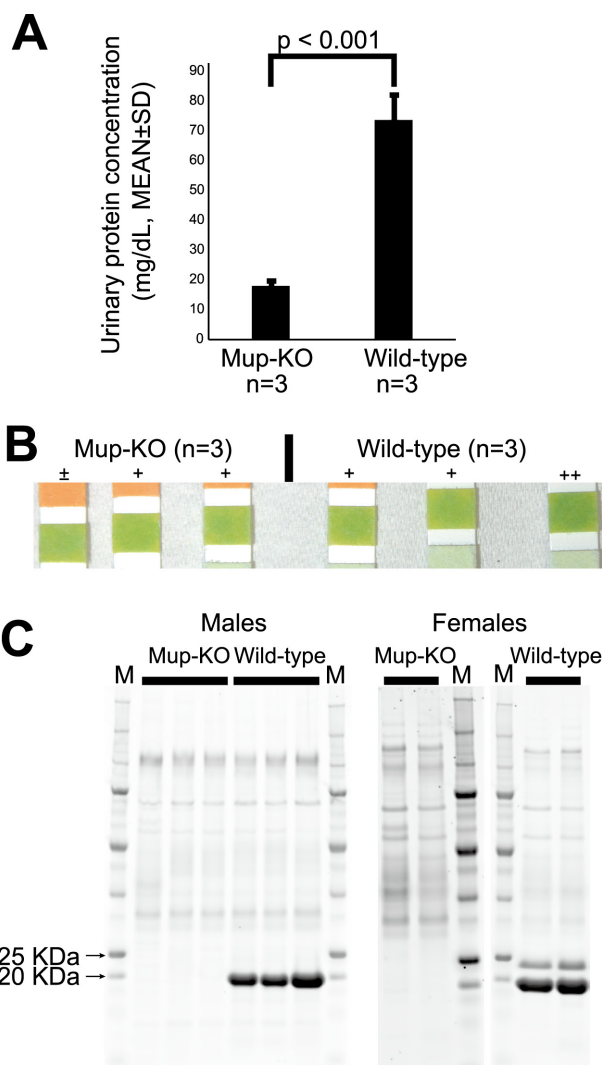 A
p < 0.001
Urinary protein concentration
(mg/dL, MEAN±SD)
90
80
70
60
50
40
30
20
10
0
Mup-KO
n=3
Wild-type
n=3
B
Mup-KO (n=3)
Wild-type (n=3)
± + + + + ++
C
Males
Females
M Mup-KO Wild-type M
Mup-KO M M Wild-type
25 KDa →
20 KDa →